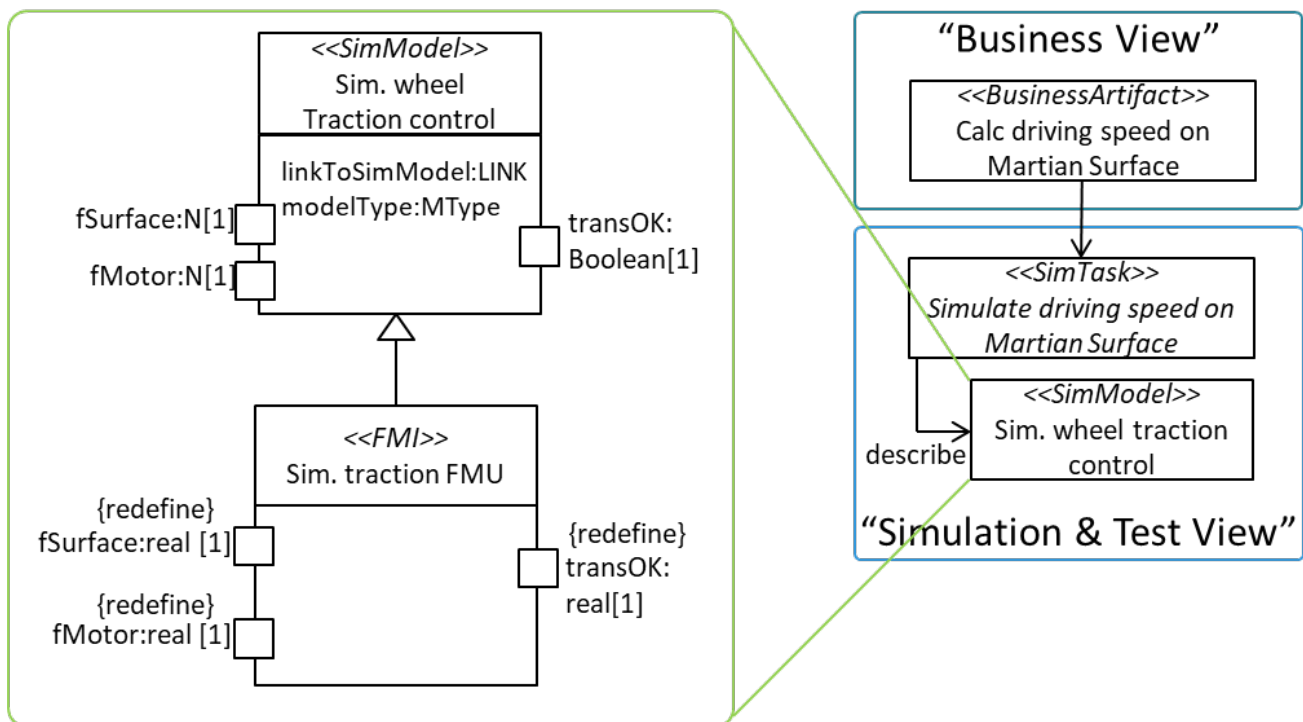 <<SimModel>>
Sim. wheel
Traction control
linkToSimModel:LINK
modelType:MType
fSurface:N[1]
fMotor:N[1]
transOK:
Boolean[1]
<<FMI>>
Sim. traction FMU
{redefine}
fSurface:real [1]
{redefine}
fMotor:real [1]
{redefine}
transOK:
real[1]
“Business View”
<<BusinessArtifact>>
Calc driving speed on
Martian Surface
<<SimTask>>
Simulate driving speed on
Martian Surface
describe
<<SimModel>>
Sim. wheel traction
control
“Simulation & Test View”